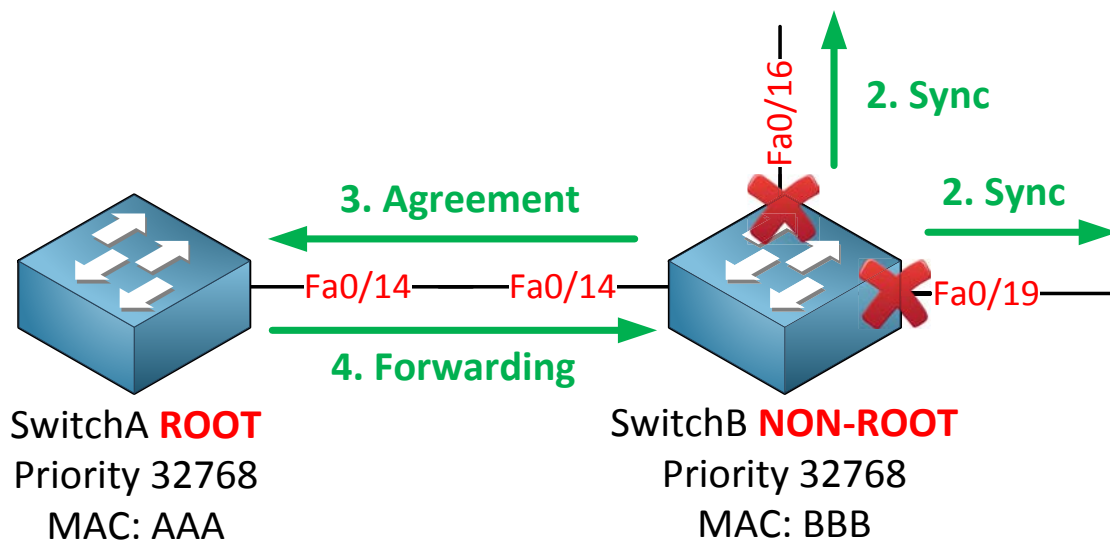 Fa0/16
2. Sync
2. Sync
3. Agreement
Fa0/14
Fa0/14
Fa0/19
4. Forwarding
SwitchA ROOT
Priority 32768
MAC: AAA
SwitchB NON-ROOT
Priority 32768
MAC: BBB